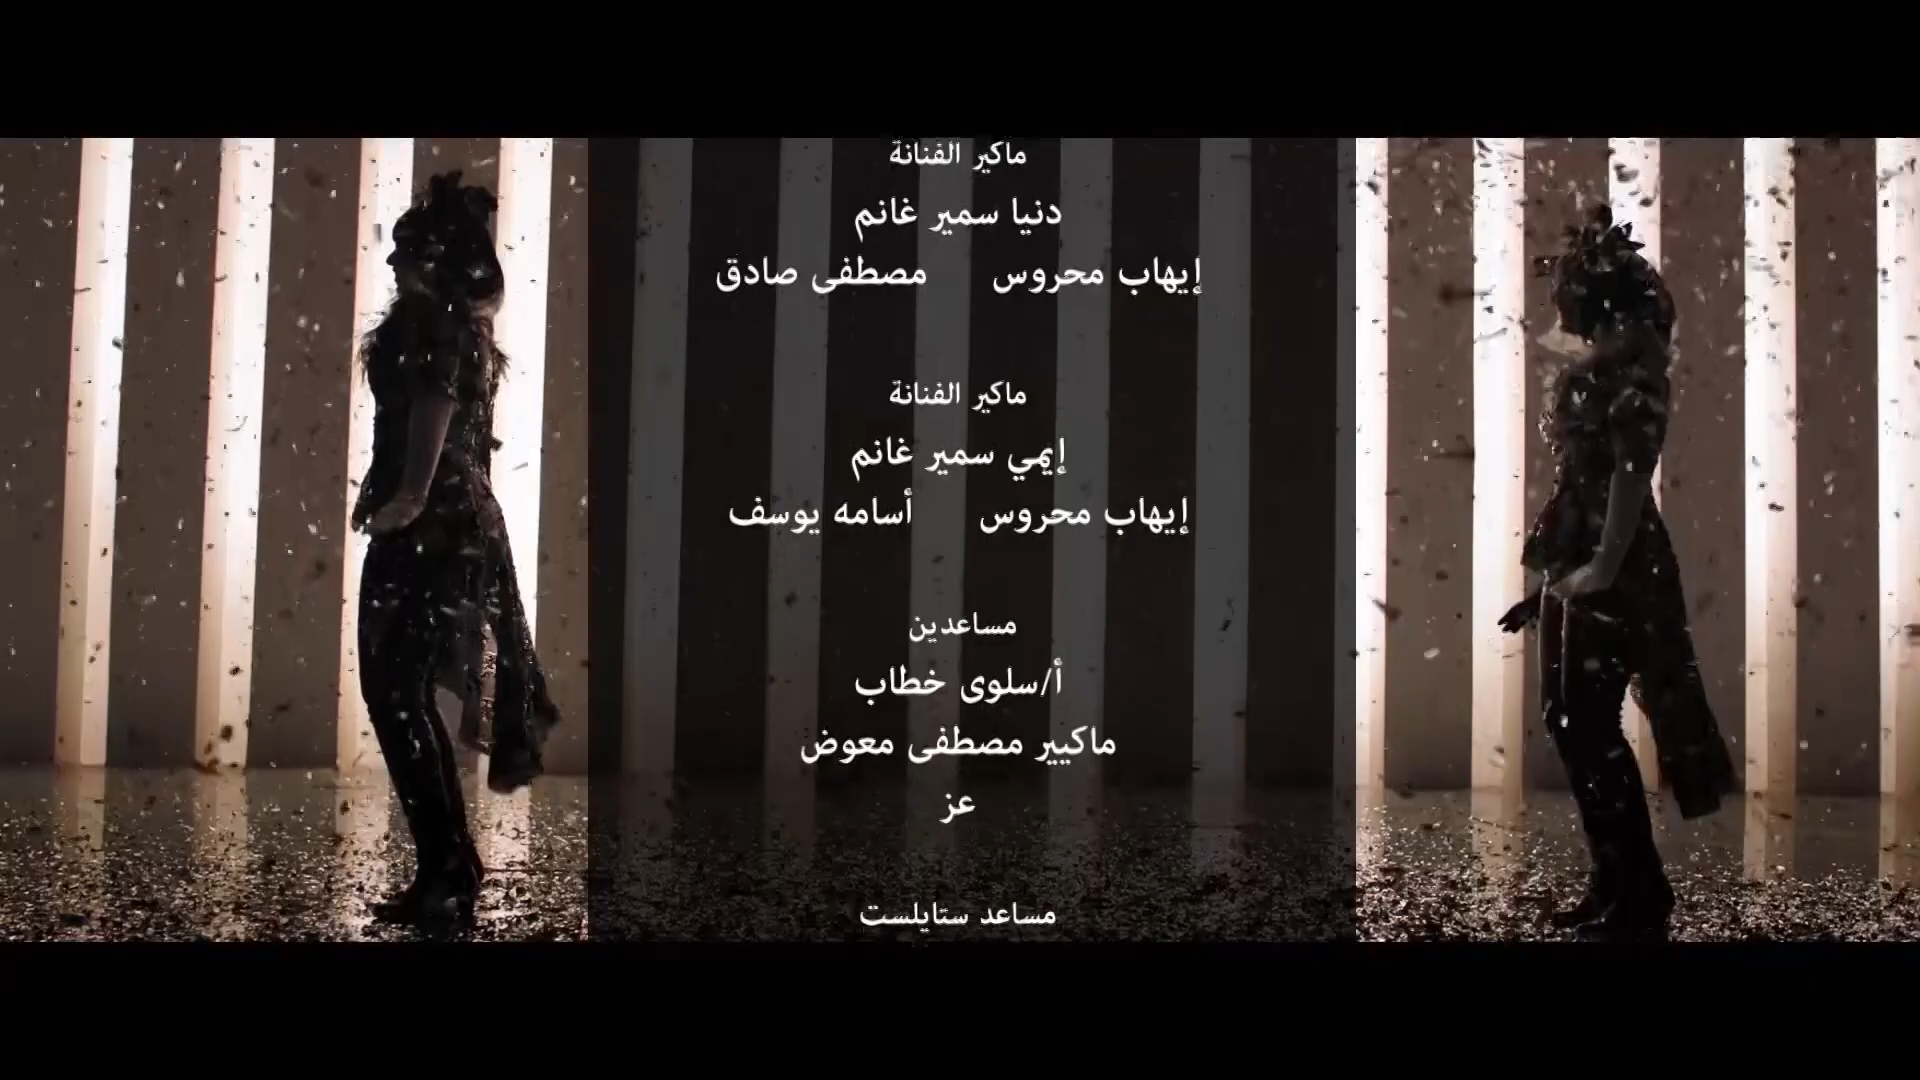 ماكير الفنانة
دنيا سمير غانم
إيهاب محروس مصطفى صادق
ماكير الفنانة
إيمي سمير غانم
إيهاب محروس أسامه يوسف
مساعدين
أ/سلوى خطاب
ماكيير مصطفى معوض
عز
مساعد ستايلست